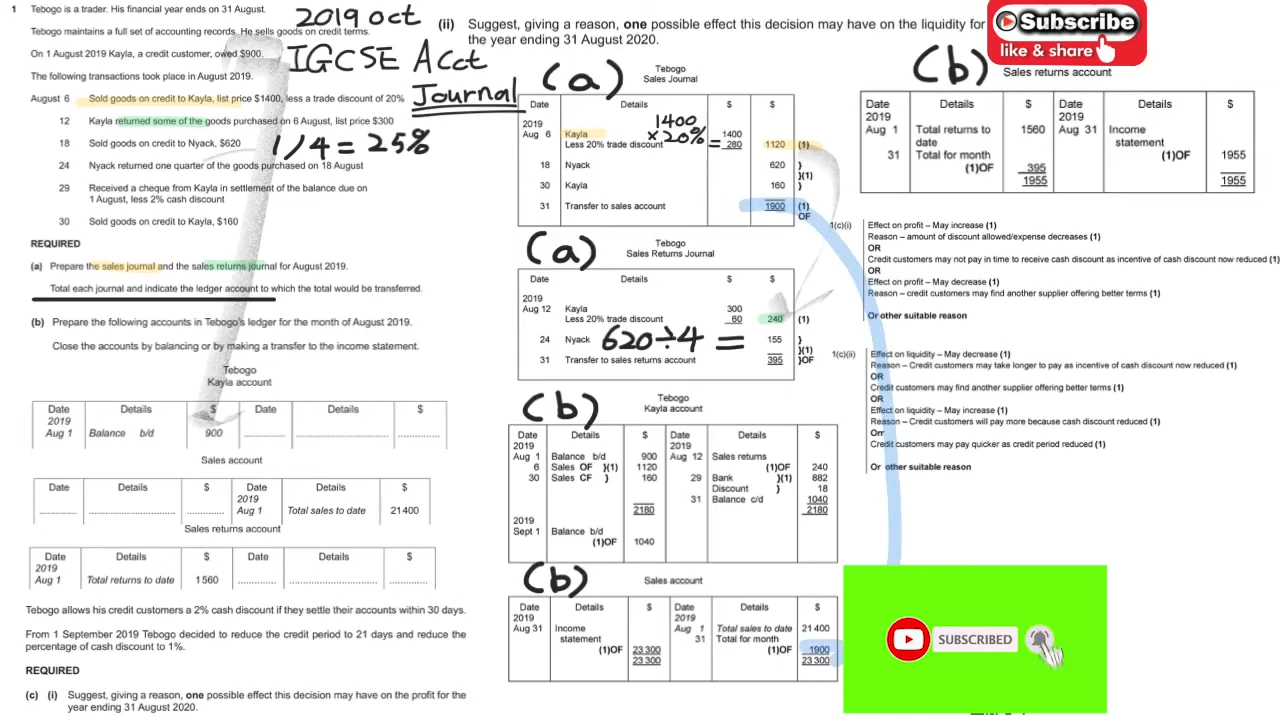 1 Tebogo is a trader. His financial year ends on 31 August.
Tebogo maintains a full set of accounting records. He sells goods on credit terms.
On 1 August 2019 Kayla, a credit customer, owed $900.
The following transactions took place in August 2019.
August 6 Sold goods on credit to Kayla, list price $1400, less a trade discount of 20%
12 Kayla returned some of the goods purchased on 6 August, list price $300
18 Sold goods on credit to Nyack, $620
24 Nyack returned one quarter of the goods purchased on 18 August
29 Received a cheque from Kayla in settlement of the balance due on
1 August, less 2% cash discount
30 Sold goods on credit to Kayla, $160
REQUIRED
(a) Prepare the sales journal and the sales returns journal for August 2019.
Total each journal and indicate the ledger account to which the total would be transferred.
(b) Prepare the following accounts in Tebogo's ledger for the month of August 2019.
Close the accounts by balancing or by making a transfer to the income statement.
Tebogo
Kayla account
Date Details $ Date Details $
2019
Aug 1 Balance b/d 900 ............. ............................. .............
Sales account
Date Details $ Date Details $
2019
............ ........................... ............ Aug 1 Total sales to date 21 400
Sales returns account
Date Details $ Date Details $
2019
Aug 1 Total returns to date 1 560 ............ ........................... ............
Tebogo allows his credit customers a 2% cash discount if they settle their accounts within 30 days.
From 1 September 2019 Tebogo decided to reduce the credit period to 21 days and reduce the
percentage of cash discount to 1%.
REQUIRED
(c) (i) Suggest, giving a reason, one possible effect this decision may have on the profit for the
year ending 31 August 2020.
2019 Oct
IGCSE Acct
Journal
1/4 = 25%
(ii) Suggest, giving a reason, one possible effect this decision may have on the liquidity for
the year ending 31 August 2020.
(a)
Tebogo
Sales Journal
Date Details $ $
2019
Aug 6 Kayla 1400
Less 20% trade discount 280 1120 (1)
1400
×20% =
18 Nyack 620 }
}(1)
30 Kayla 160 }
31 Transfer to sales account 1900 (1)
OF
(a)
Tebogo
Sales Returns Journal
Date Details $ $
2019
Aug 12 Kayla 300
Less 20% trade discount 60 240 (1)
24 Nyack 620÷4 = 155 }
}(1)
31 Transfer to sales returns account 395 }OF
(b)
Tebogo
Kayla account
Date Details $ Date Details $
2019 2019
Aug 1 Balance b/d 900 Aug 12 Sales returns
6 Sales OF }(1) 1120 (1)OF 240
30 Sales CF } 160 29 Bank }(1) 882
Discount } 18
31 Balance c/d 1040
2180 2180
2019
Sept 1 Balance b/d
(1)OF 1040
(b)
Sales account
Date Details $ Date Details $
2019 2019
Aug 31 Income Aug 1 Total sales to date 21 400
statement 31 Total for month
(1)OF 23 300 (1)OF 1900
23 300 23 300
Subscribe
like & share
(b)
Sales returns account
Date Details $ Date Details $
2019 2019
Aug 1 Total returns to 1560 Aug 31 Income
date statement
31 Total for month (1)OF 1955
(1)OF 395
1955 1955
1(c)(i) Effect on profit – May increase (1)
Reason – amount of discount allowed/expense decreases (1)
OR
Credit customers may not pay in time to receive cash discount as incentive of cash discount now reduced (1)
OR
Effect on profit – May decrease (1)
Reason – credit customers may find another supplier offering better terms (1)
Or other suitable reason
1(c)(ii) Effect on liquidity – May decrease (1)
Reason – Credit customers may take longer to pay as incentive of cash discount now reduced (1)
OR
Credit customers may find another supplier offering better terms (1)
OR
Effect on liquidity – May increase (1)
Reason – Credit customers will pay more because cash discount reduced (1)
Orr
Credit customers may pay quicker as credit period reduced (1)
Or other suitable reason
SUBSCRIBED